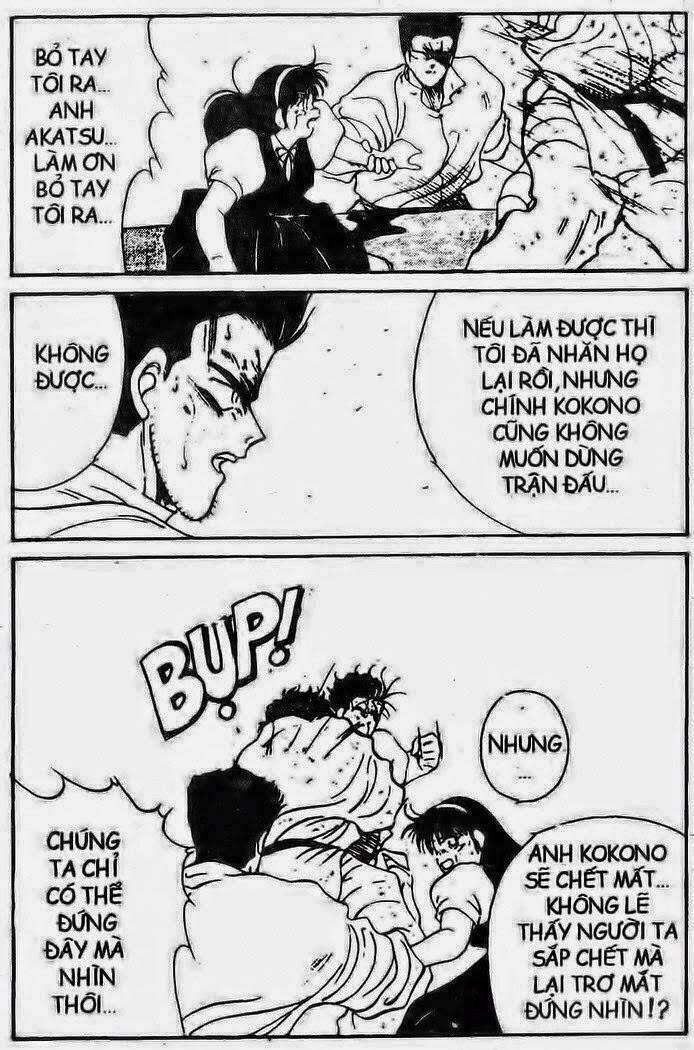 BỎ TAY
TÔI RA...
ANH
AKATSU...
LÀM ƠN
BỎ TAY
TÔI RA...
KHÔNG
ĐƯỢC...
NẾU LÀM ĐƯỢC THÌ
TÔI ĐÃ NHĂN HỌ
LẠI RỒI, NHƯNG
CHÍNH KOKONO
CŨNG KHÔNG
MUỐN DỪNG
TRẬN ĐẤU...
BỤP!
NHƯNG
...
ANH KOKONO
SẼ CHẾT MẤT...
KHÔNG LẼ
THẤY NGƯỜI TA
SẮP CHẾT MÀ
LẠI TRƠ MẮT
ĐỨNG NHÌN!?
CHÚNG
TA CHỈ
CÓ THỂ
ĐỨNG
ĐÂY MÀ
NHÌN
THÔI...